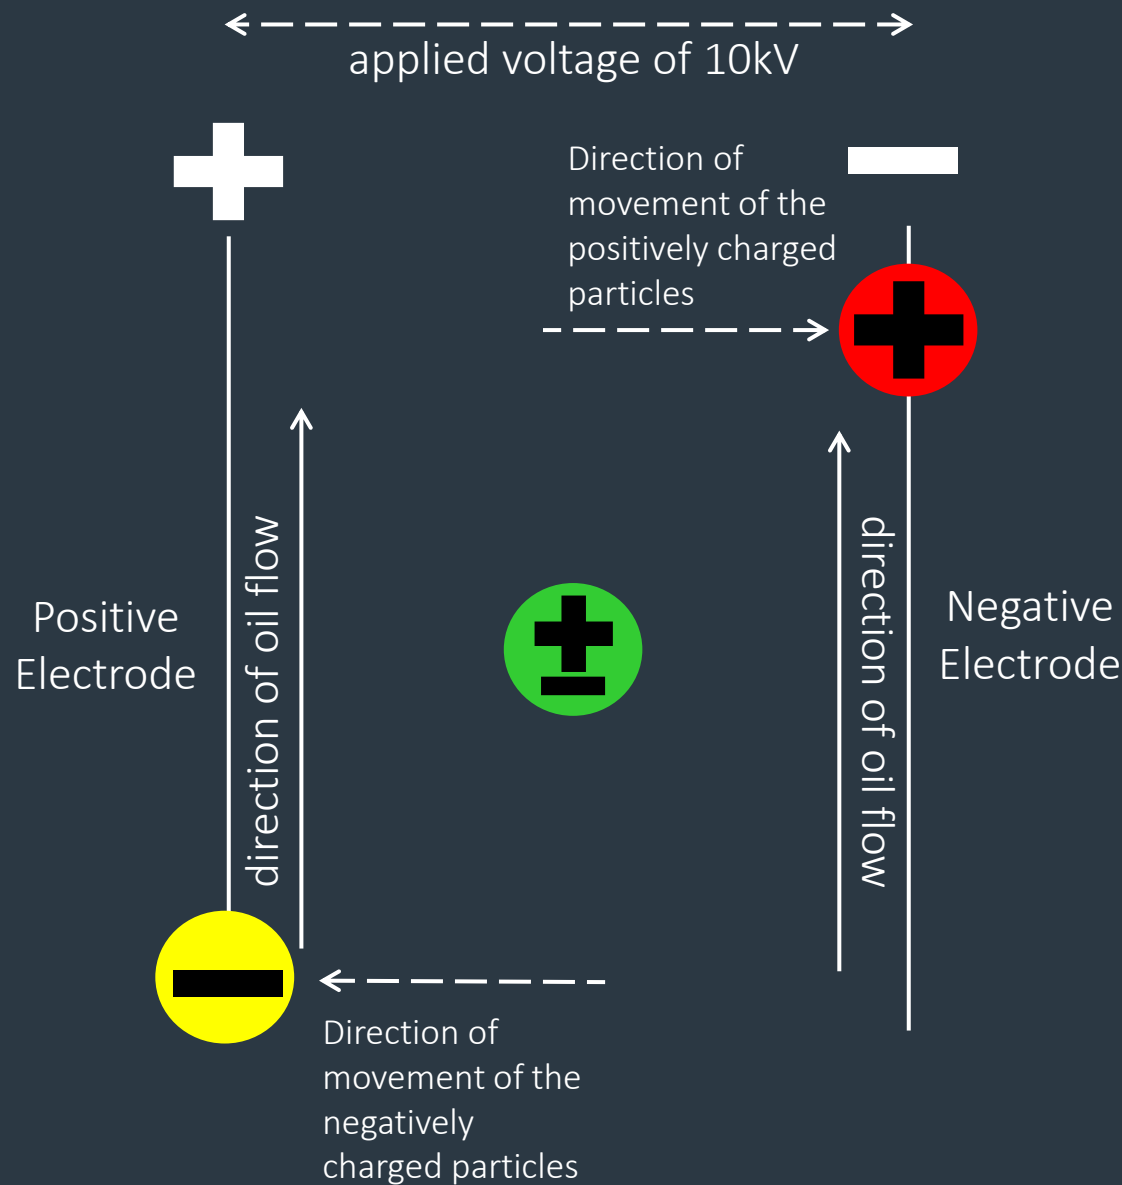 applied voltage of 10kV
Direction of
movement of the
positively charged
particles
Positive
Electrode
direction of oil flow
direction of oil flow
Negative
Electrode
Direction of
movement of the
negatively
charged particles